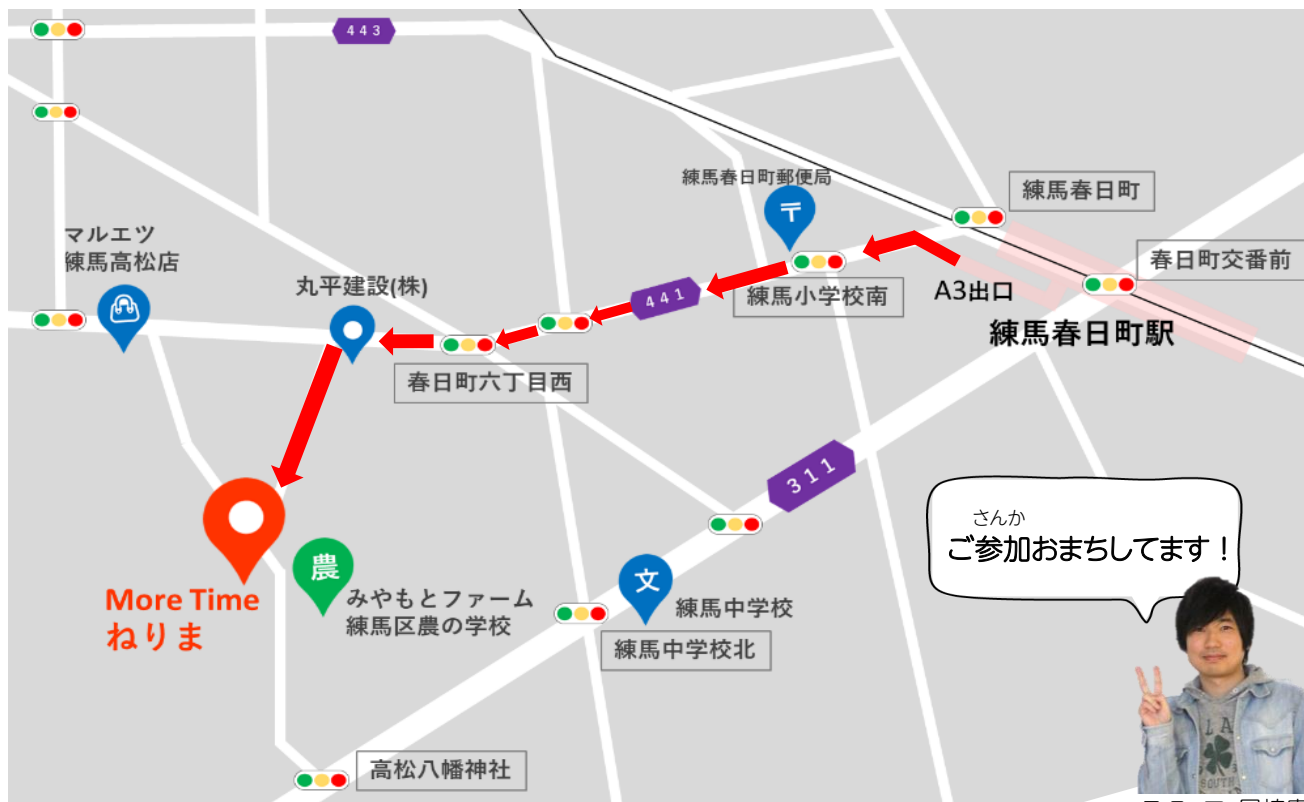 443
練馬春日町郵便局
〒
練馬春日町
マルエツ
練馬高松店
春日町交番前
丸平建設(株)
441
練馬小学校南
A3出口
練馬春日町駅
春日町六丁目西
311
さんか
ご参加おまちしてます!
農
文
More Time
ねりま
みやもとファーム
練馬区農の学校
練馬中学校
練馬中学校北
高松八幡神社
LA
SOUTH